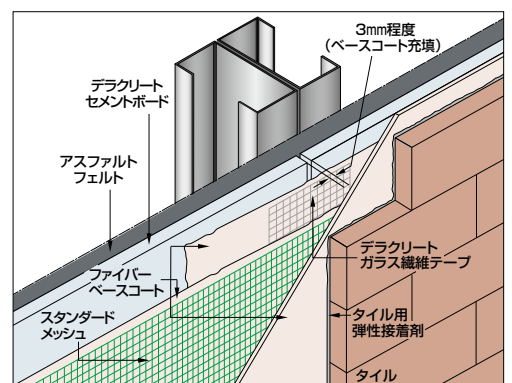 3mm程度
（ベースコート充填）
デラクリート
セメントボード
アスファルト
フェルト
デラクリート
ガラス繊維テープ
ファイバー
ベースコート
スタンダード
メッシュ
タイル用
弾性接着剤
タイル